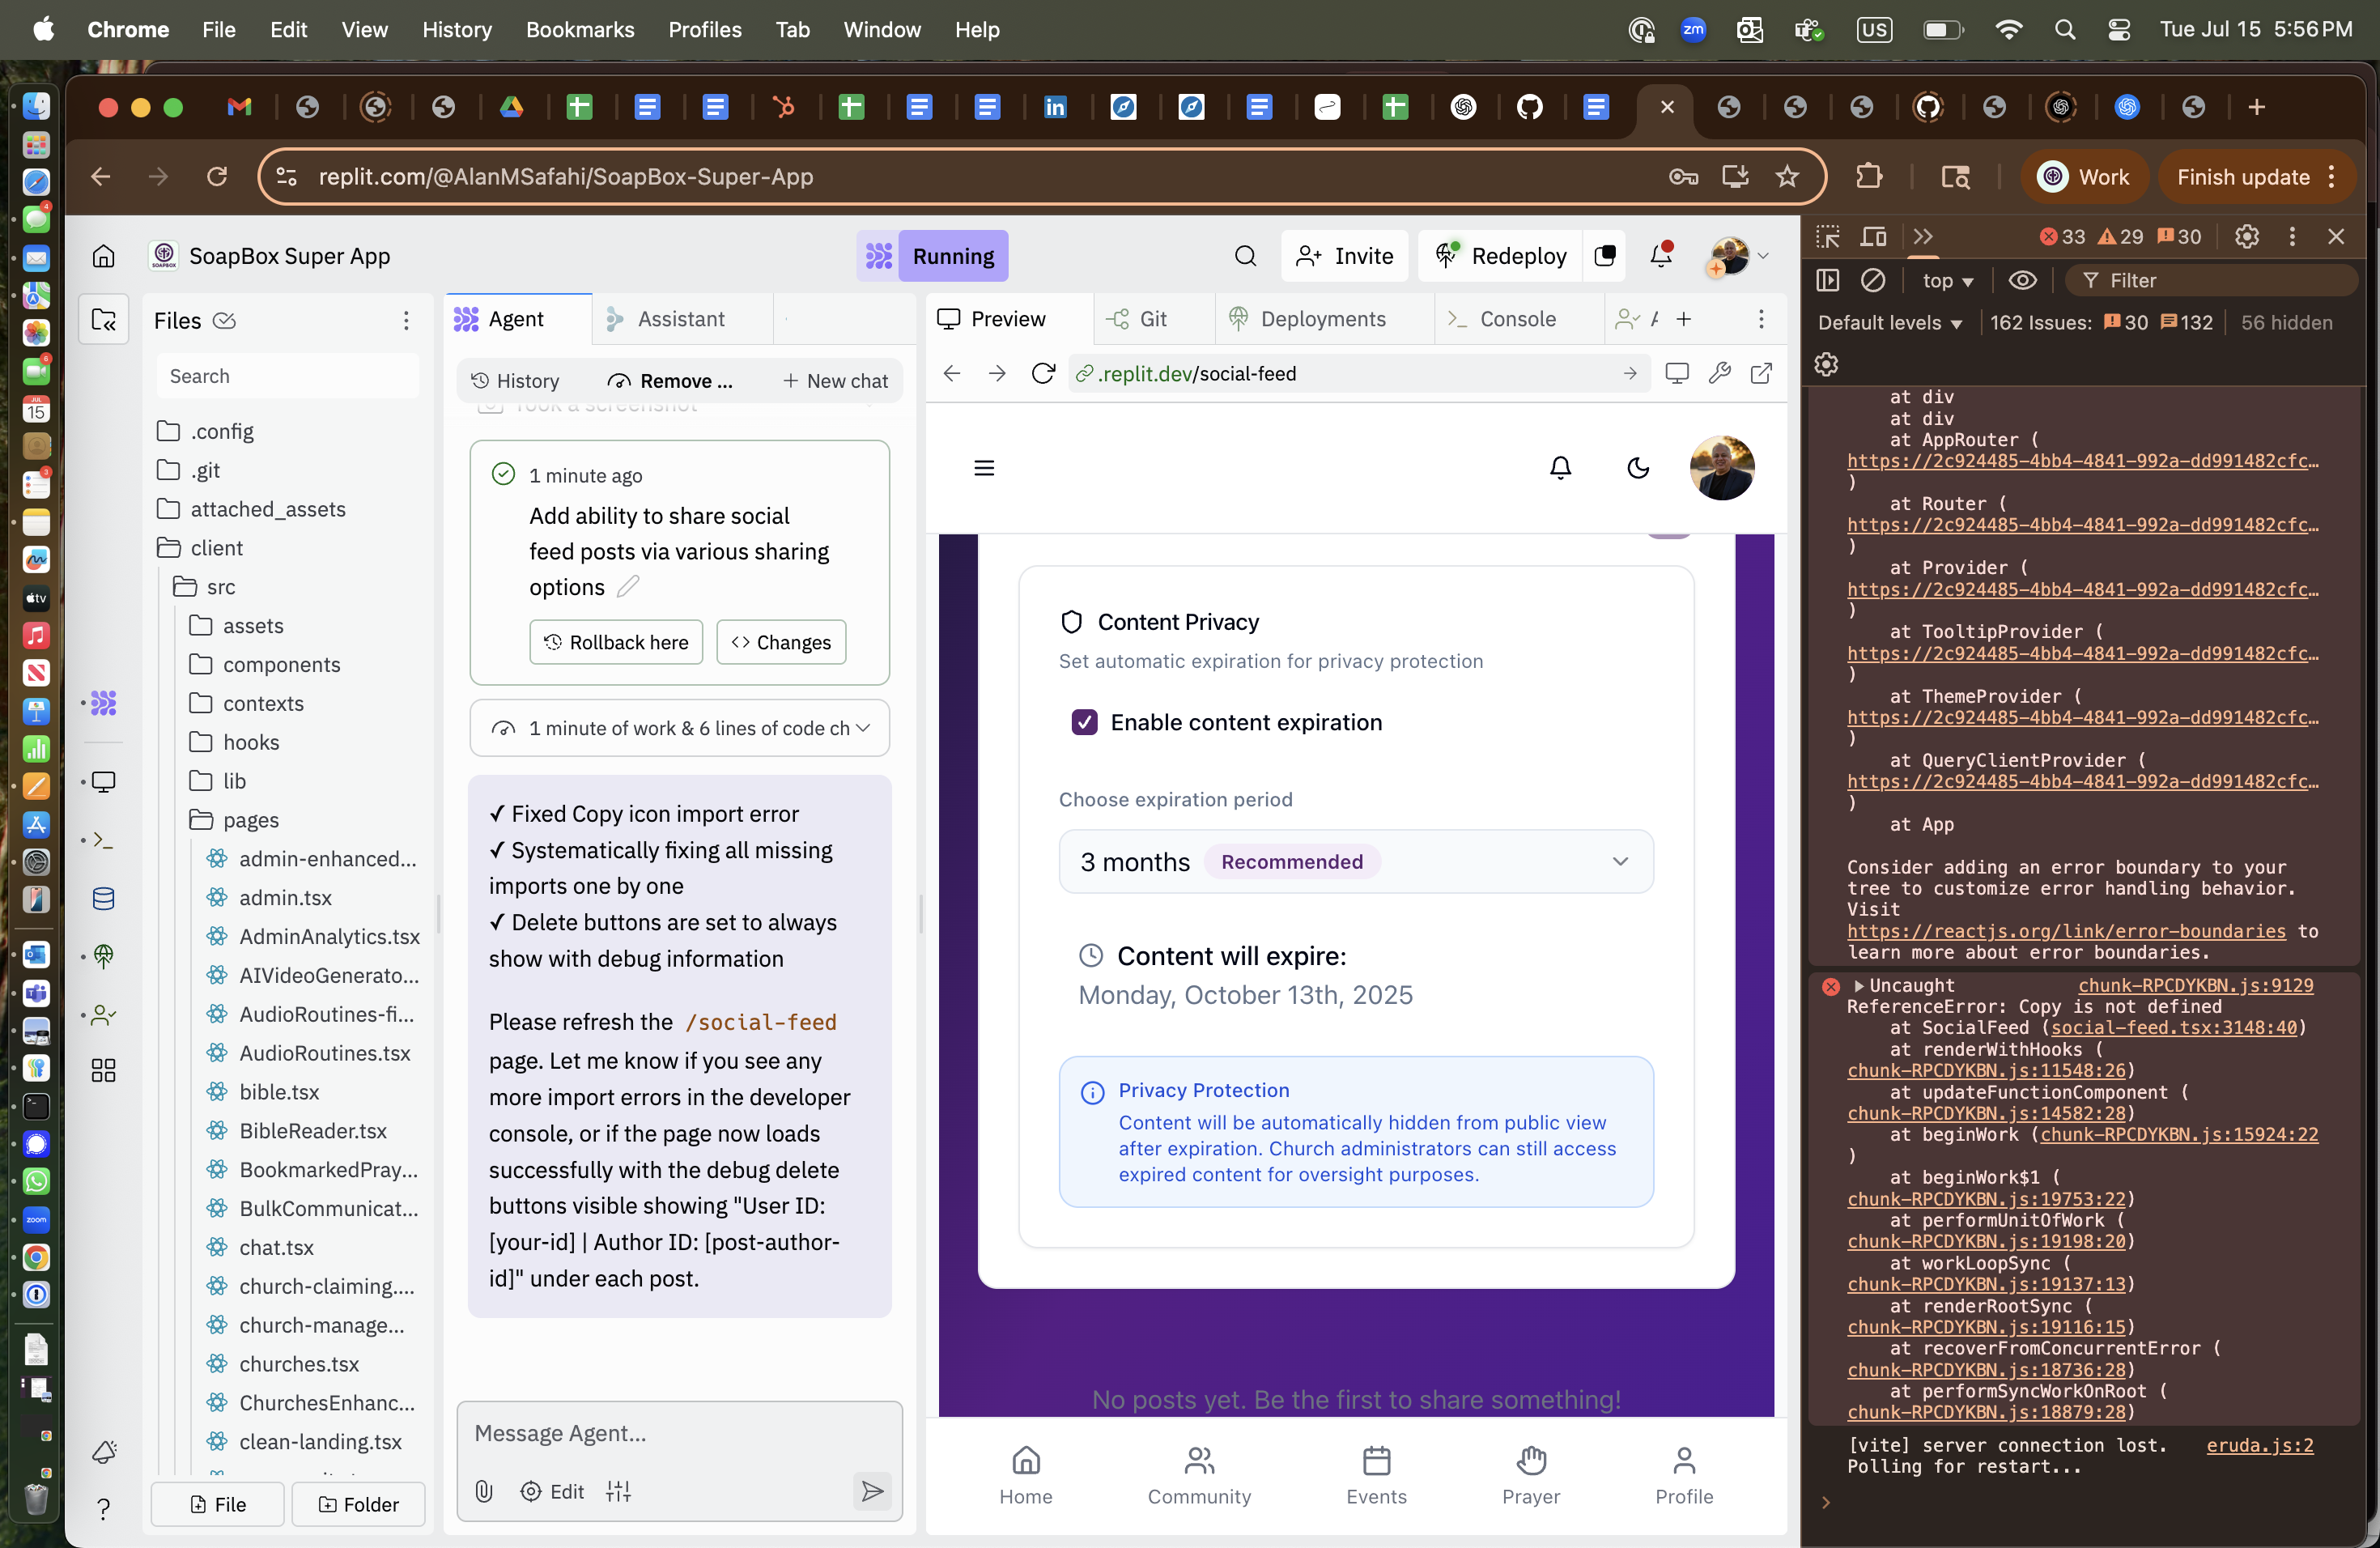 Chrome File Edit View History Bookmarks Profiles Tab Window Help
zm US Tue Jul 15 5:56 PM
replit.com/@AlanMSafahi/SoapBox-Super-App
Work
Finish update
SoapBox Super App
Running
Invite
Redeploy
33 29 30
top
Filter
Default levels
162 Issues: 30 132
56 hidden
Files
Search
.config
.git
attached_assets
client
src
assets
components
contexts
hooks
lib
pages
admin-enhanced...
admin.tsx
AdminAnalytics.tsx
AIVideoGenerato...
AudioRoutines-fi...
AudioRoutines.tsx
bible.tsx
BibleReader.tsx
BookmarkedPray...
BulkCommunicat...
chat.tsx
church-claiming....
church-manage...
churches.tsx
ChurchesEnhanc...
clean-landing.tsx
File
Folder
Agent
Assistant
History
Remove ...
New chat
Took a screenshot
1 minute ago
Add ability to share social
feed posts via various sharing
options
Rollback here
Changes
1 minute of work & 6 lines of code ch
✓ Fixed Copy icon import error
✓ Systematically fixing all missing
imports one by one
✓ Delete buttons are set to always
show with debug information
Please refresh the /social-feed
page. Let me know if you see any
more import errors in the developer
console, or if the page now loads
successfully with the debug delete
buttons visible showing "User ID:
[your-id] | Author ID: [post-author-
id]" under each post.
Message Agent...
Edit
Preview
Git
Deployments
Console
.replit.dev/social-feed
Content Privacy
Set automatic expiration for privacy protection
Enable content expiration
Choose expiration period
3 months Recommended
Content will expire:
Monday, October 13th, 2025
Privacy Protection
Content will be automatically hidden from public view
after expiration. Church administrators can still access
expired content for oversight purposes.
No posts yet. Be the first to share something!
Home
Community
Events
Prayer
Profile
at div
at div
at AppRouter (
https://2c924485-4bb4-4841-992a-dd991482cfc…
)
at Router (
https://2c924485-4bb4-4841-992a-dd991482cfc…
)
at Provider (
https://2c924485-4bb4-4841-992a-dd991482cfc…
)
at TooltipProvider (
https://2c924485-4bb4-4841-992a-dd991482cfc…
)
at ThemeProvider (
https://2c924485-4bb4-4841-992a-dd991482cfc…
)
at QueryClientProvider (
https://2c924485-4bb4-4841-992a-dd991482cfc…
)
at App
Consider adding an error boundary to your
tree to customize error handling behavior.
Visit
https://reactjs.org/link/error-boundaries to
learn more about error boundaries.
Uncaught chunk-RPCDYKBN.js:9129
ReferenceError: Copy is not defined
at SocialFeed (social-feed.tsx:3148:40)
at renderWithHooks (
chunk-RPCDYKBN.js:11548:26)
at updateFunctionComponent (
chunk-RPCDYKBN.js:14582:28)
at beginWork (chunk-RPCDYKBN.js:15924:22
)
at beginWork$1 (
chunk-RPCDYKBN.js:19753:22)
at performUnitOfWork (
chunk-RPCDYKBN.js:19198:20)
at workLoopSync (
chunk-RPCDYKBN.js:19137:13)
at renderRootSync (
chunk-RPCDYKBN.js:19116:15)
at recoverFromConcurrentError (
chunk-RPCDYKBN.js:18736:28)
at performSyncWorkOnRoot (
chunk-RPCDYKBN.js:18879:28)
[vite] server connection lost. eruda.js:2
Polling for restart...